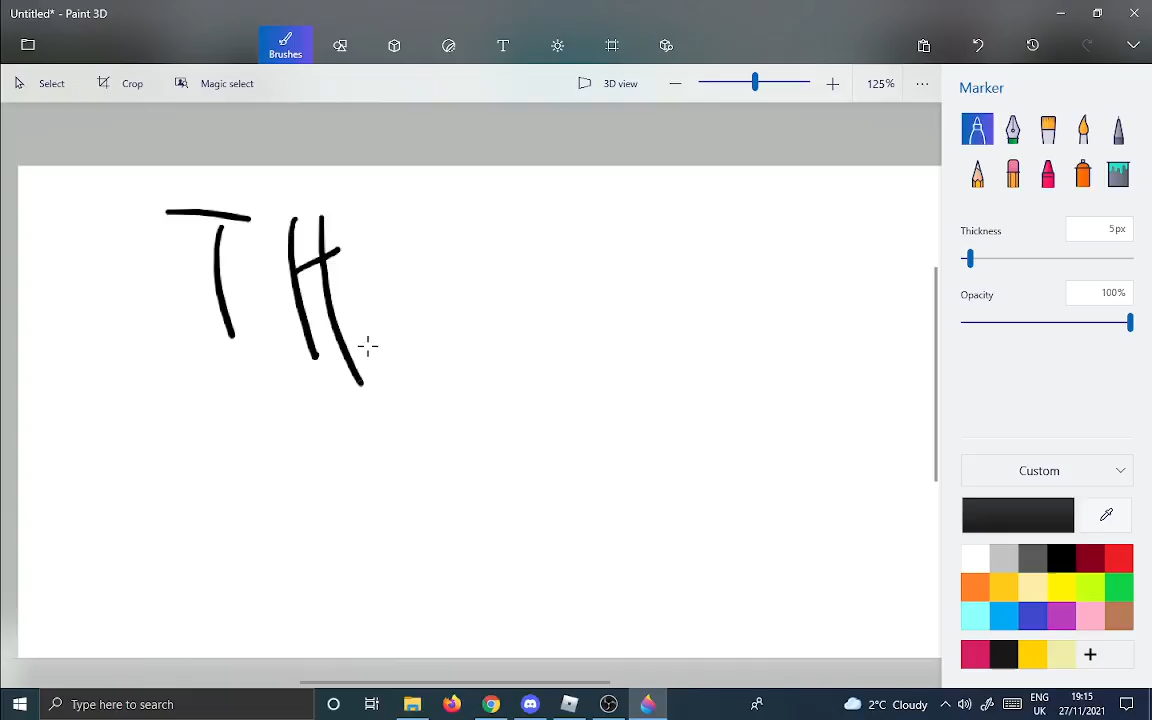 Untitled* - Paint 3D
Brushes
T
Select Crop Magic select 3D view 125%
Marker
TH
Thickness 5px
Opacity 100%
Custom
Type here to search
2°C Cloudy
ENG
UK
19:15
27/11/2021